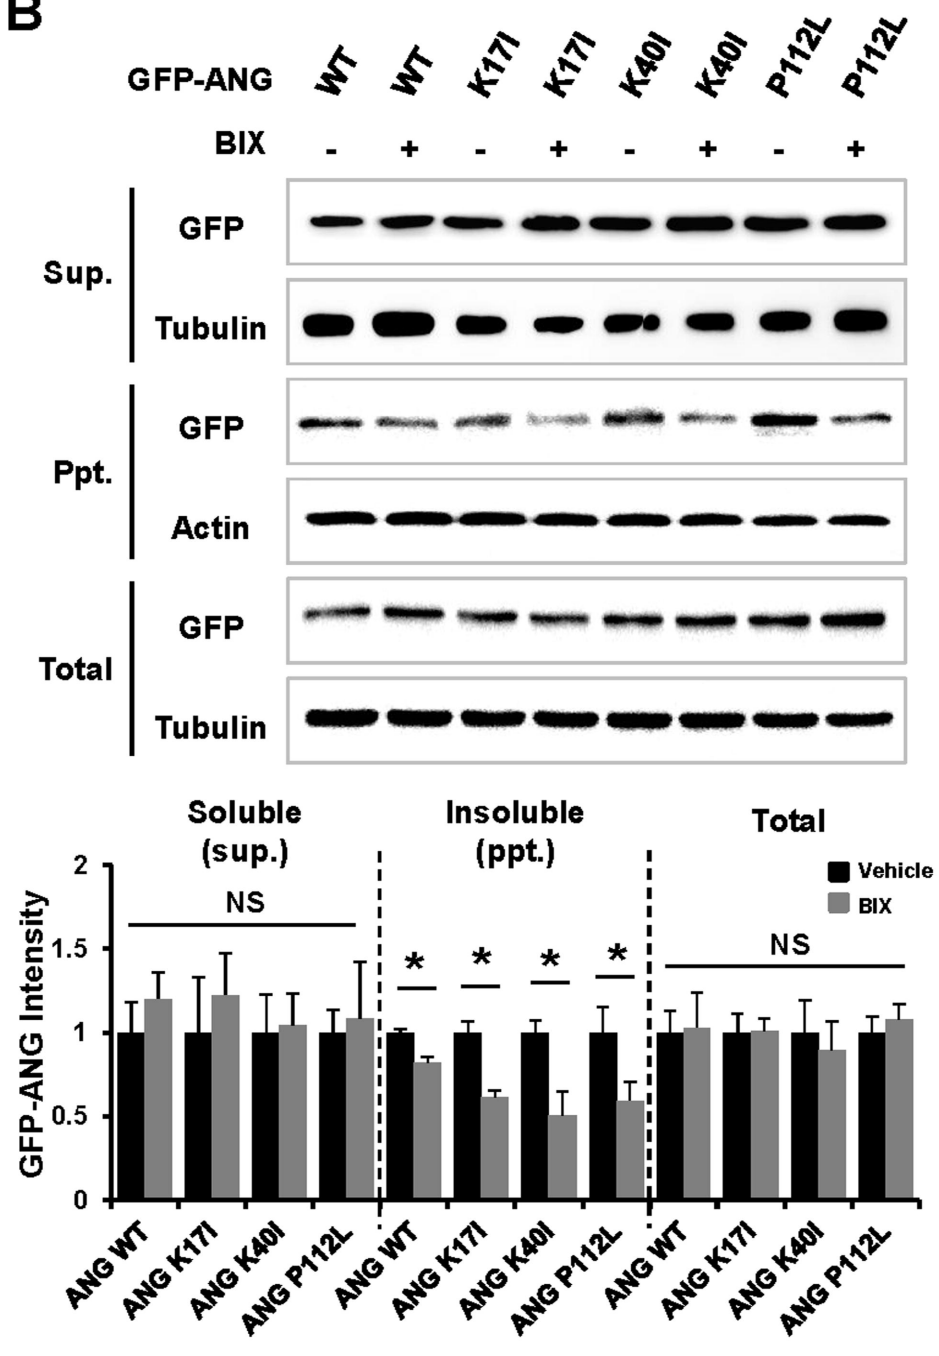 B
GFP-ANG WT WT K17I K17I K40I K40I P112L P112L
BIX - + - + - + - +
Sup.
GFP
Tubulin
Ppt.
GFP
Actin
Total
GFP
Tubulin
Soluble (sup.)
Insoluble (ppt.)
Total
Vehicle
BIX
GFP-ANG Intensity
2
1.5
1
0.5
0
NS
* * * *
NS
ANG WT ANG K17I ANG K40I ANG P112L ANG WT ANG K17I ANG K40I ANG P112L ANG WT ANG K17I ANG K40I ANG P112L